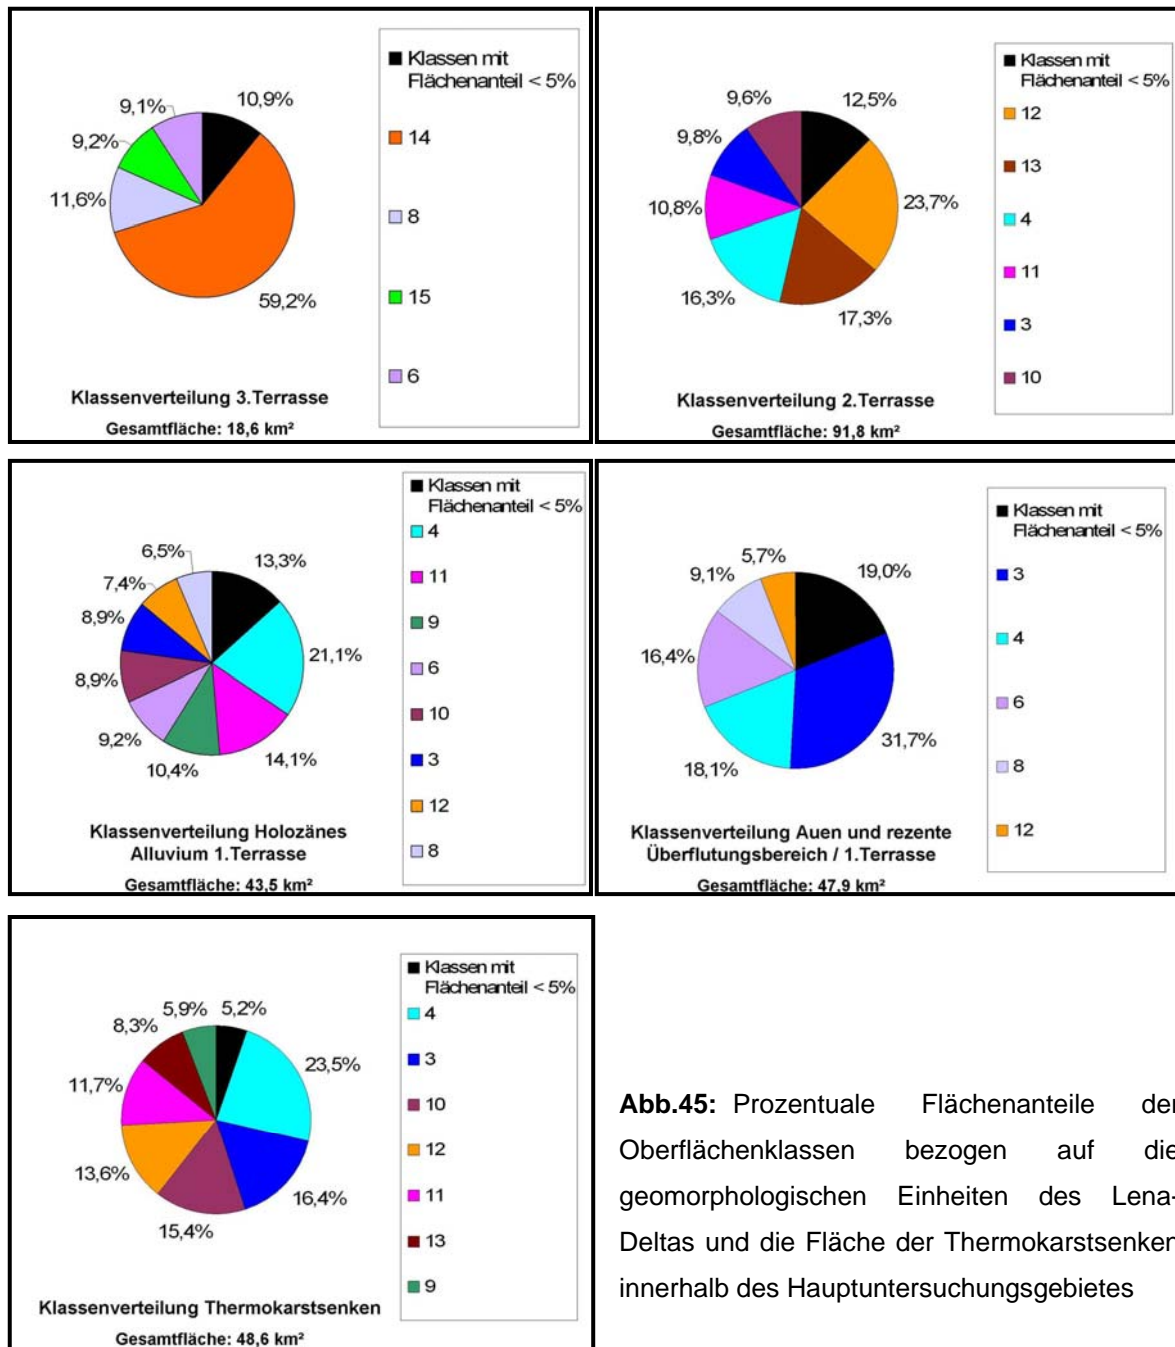 Klassen mit
Flächenanteil < 5%
14
8
15
6
10,9%
59,2%
11,6%
9,2%
9,1%
Klassenverteilung 3.Terrasse
Gesamtfläche: 18,6 km²
Klassen mit
Flächenanteil < 5%
12
13
4
11
3
10
12,5%
23,7%
17,3%
16,3%
10,8%
9,8%
9,6%
Klassenverteilung 2.Terrasse
Gesamtfläche: 91,8 km²
Klassen mit
Flächenanteil < 5%
4
11
9
6
10
3
12
8
13,3%
21,1%
14,1%
10,4%
9,2%
8,9%
8,9%
7,4%
6,5%
Klassenverteilung Holozänes
Alluvium 1.Terrasse
Gesamtfläche: 43,5 km²
Klassen mit
Flächenanteil < 5%
3
4
6
8
12
19,0%
31,7%
18,1%
16,4%
9,1%
5,7%
Klassenverteilung Auen und rezente
Überflutungsbereich / 1.Terrasse
Gesamtfläche: 47,9 km²
Klassen mit
Flächenanteil < 5%
4
3
10
12
11
13
9
5,2%
23,5%
16,4%
15,4%
13,6%
11,7%
8,3%
5,9%
Klassenverteilung Thermokarstsenken
Gesamtfläche: 48,6 km²
Abb.45: Prozentuale Flächenanteile der
Oberflächenklassen bezogen auf die
geomorphologischen Einheiten des Lena-
Deltas und die Fläche der Thermokarstsenken
innerhalb des Hauptuntersuchungsgebietes